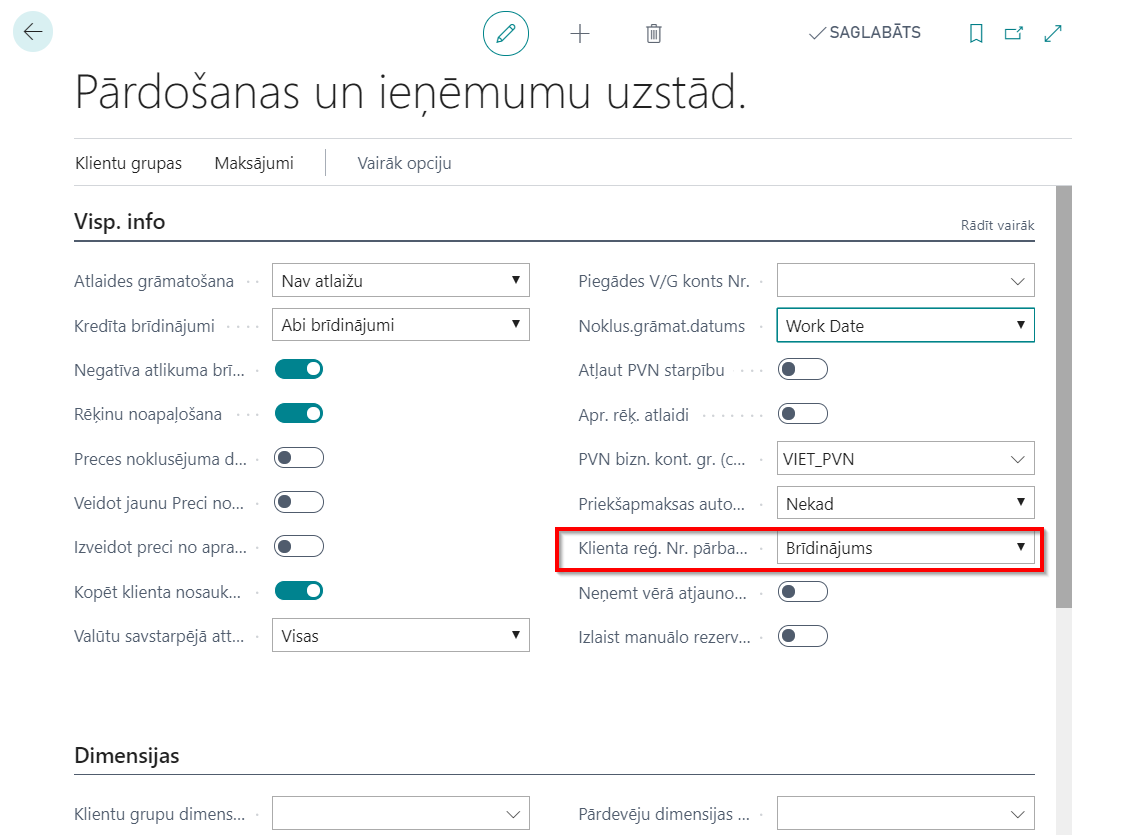 SAGLABĀTS
Pārdošanas un ieņēmumu uzstād.
Klientu grupas Maksājumi Vairāk opciju
Visp. info
Rādīt vairāk
Atlaides grāmatošana Nav atlaižu
Kredīta brīdinājumi Abi brīdinājumi
Negatīva atlikuma brī...
Rēķinu noapaļošana
Preces noklusējuma d...
Veidot jaunu Preci no...
Izveidot preci no apra...
Kopēt klienta nosauk...
Valūtu savstarpējā att... Visas
Piegādes V/G konts Nr.
Noklus.grāmat.datums Work Date
Atļaut PVN starpību
Apr. rēķ. atlaidi
PVN bizn. kont. gr. (c... VIET_PVN
Priekšapmaksas auto... Nekad
Klienta reģ. Nr. pārba... Brīdinājums
Neņemt vērā atjauno...
Izlaist manuālo rezerv...
Dimensijas
Klientu grupu dimens...
Pārdevēju dimensijas ...